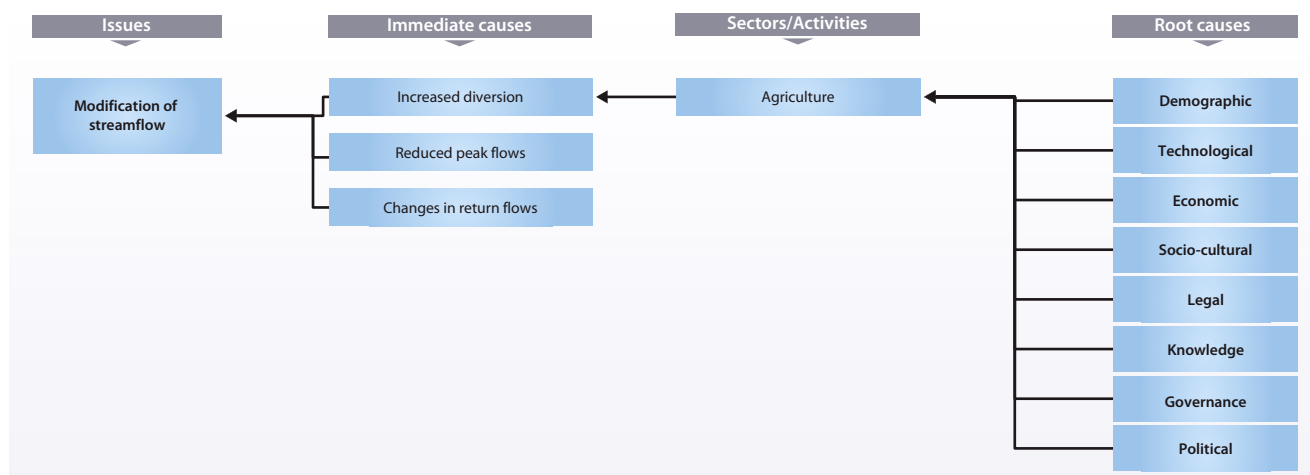 Issues
Immediate causes
Sectors/Activities
Root causes
Modification of
streamflow
Increased diversion
Agriculture
Demographic
Reduced peak flows
Technological
Changes in return flows
Economic
Socio-cultural
Legal
Knowledge
Governance
Political